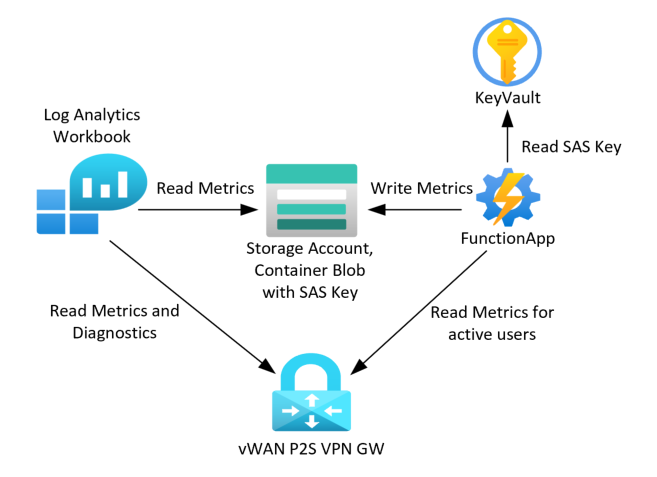 KeyVault
Log Analytics
Workbook
Read SAS Key
Read Metrics
Write Metrics
FunctionApp
Storage Account,
Container Blob
with SAS Key
Read Metrics and
Diagnostics
Read Metrics for
active users
vWAN P2S VPN GW